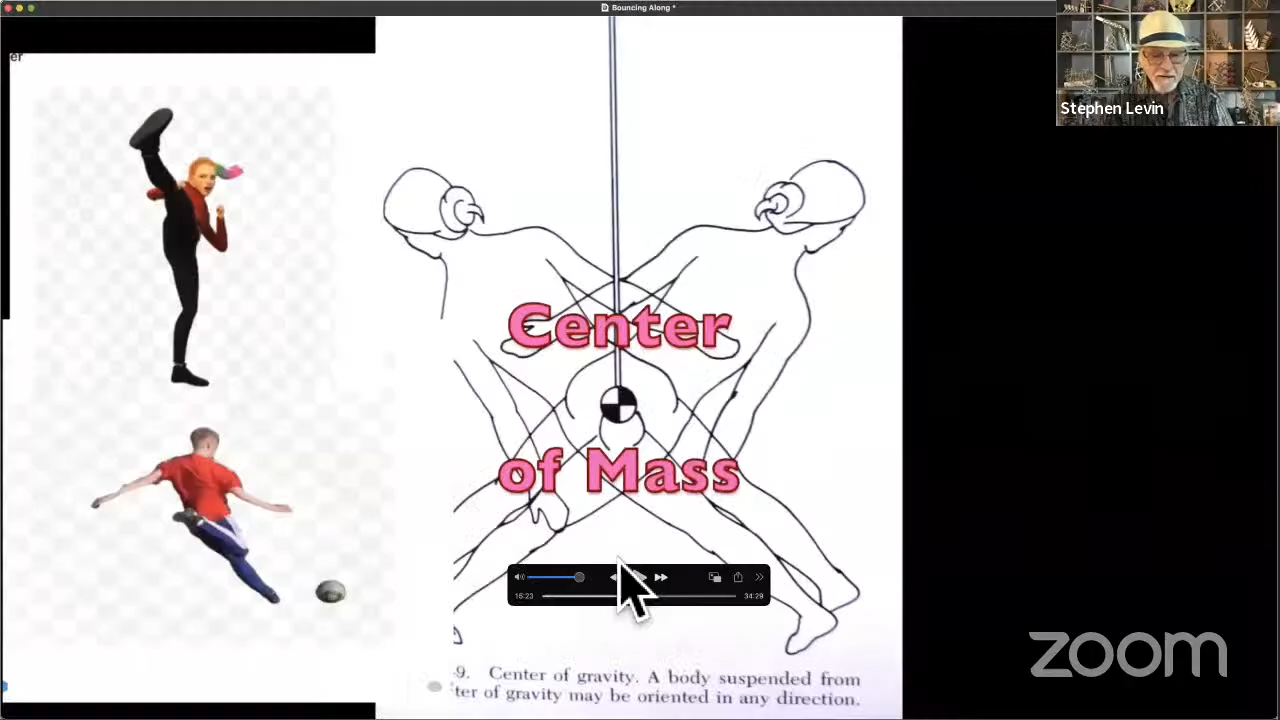 Bouncing Along *
er
Stephen Levin
Center
of Mass
15:23
34:29
-9. Center of gravity. A body suspended from
ter of gravity may be oriented in any direction.
zoom